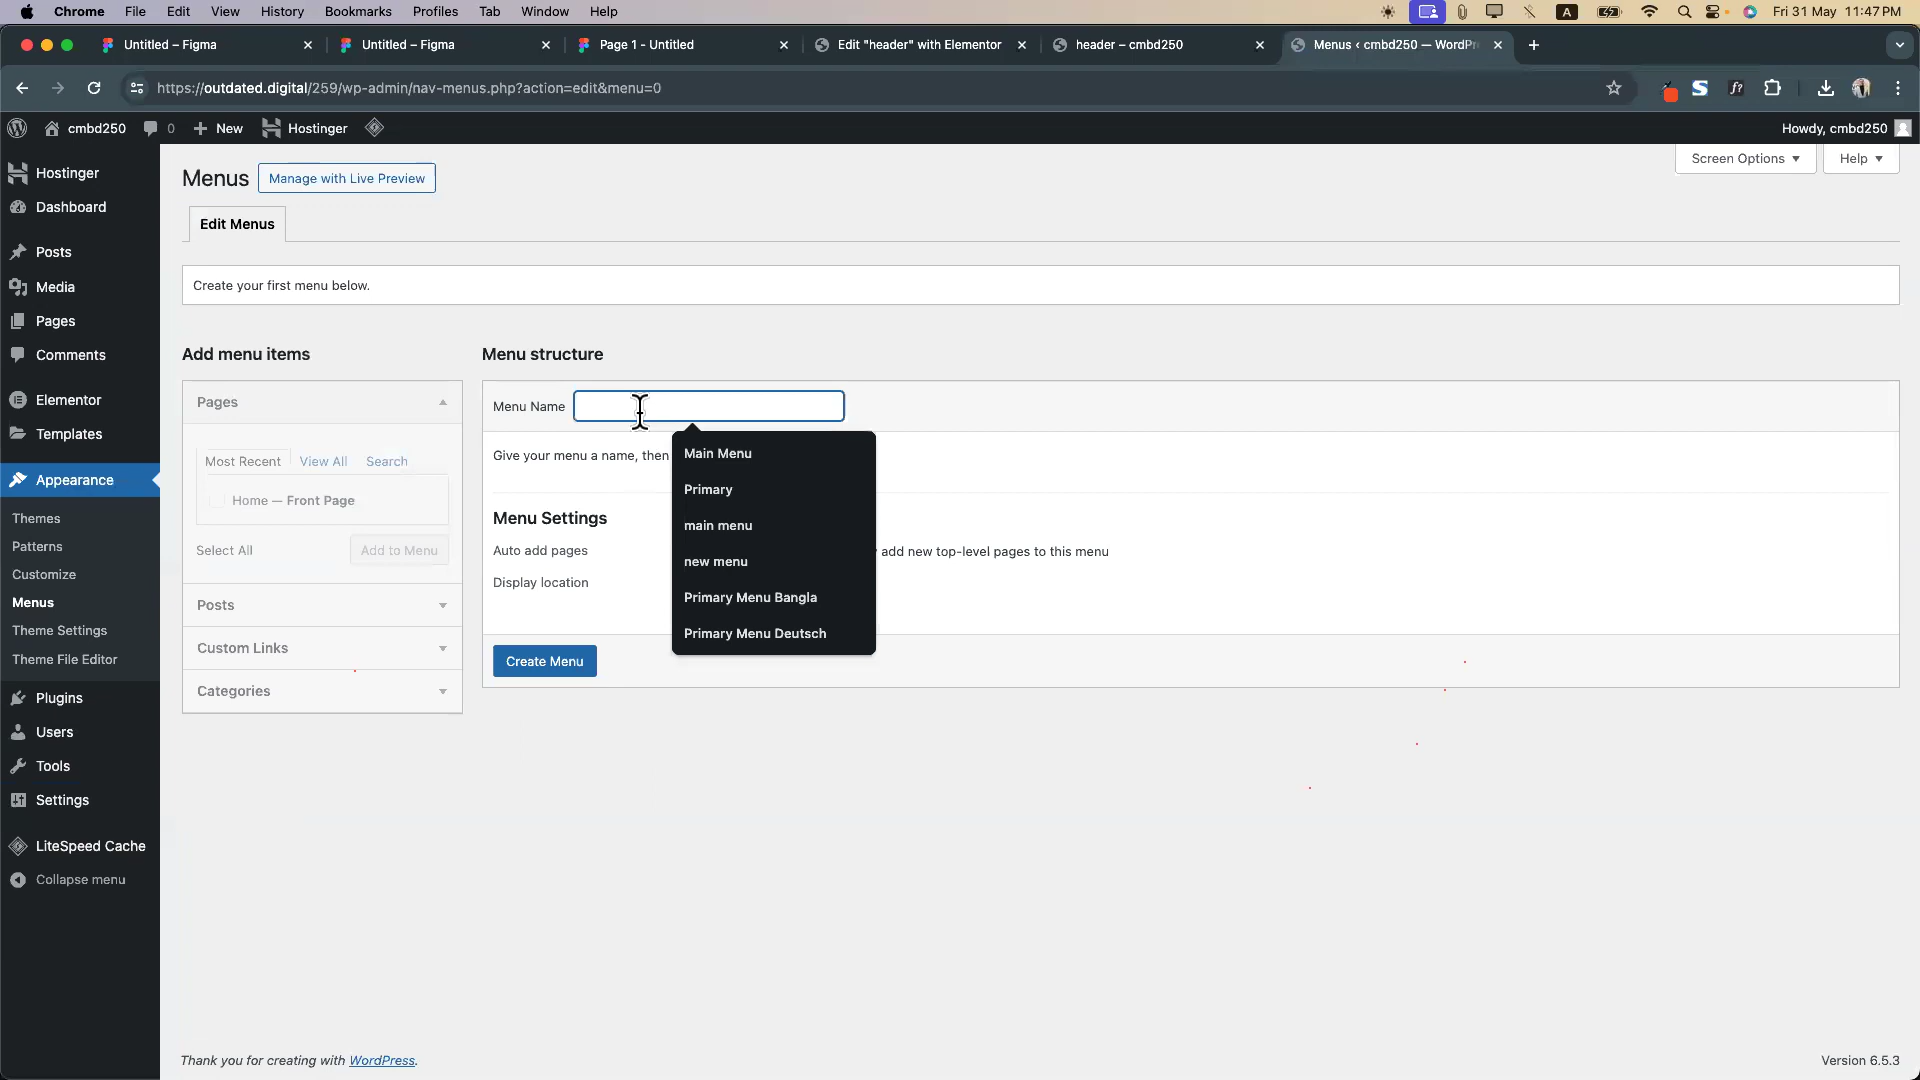 Chrome File Edit View History Bookmarks Profiles Tab Window Help A Fri 31 May 11:47 PM
Untitled – Figma Untitled – Figma Page 1 - Untitled Edit "header" with Elementor header – cmbd250 Menus ‹ cmbd250 — WordPr
https://outdated.digital/259/wp-admin/nav-menus.php?action=edit&menu=0
cmbd250 0 New Hostinger Howdy, cmbd250
Screen Options Help
Hostinger
Dashboard
Posts
Media
Pages
Comments
Elementor
Templates
Appearance
Themes
Patterns
Customize
Menus
Theme Settings
Theme File Editor
Plugins
Users
Tools
Settings
LiteSpeed Cache
Collapse menu
Menus Manage with Live Preview
Edit Menus
Create your first menu below.
Add menu items
Pages
Most Recent View All Search
Home — Front Page
Select All Add to Menu
Posts
Custom Links
Categories
Menu structure
Menu Name
Give your menu a name, then
Menu Settings
Auto add pages add new top-level pages to this menu
Display location
Create Menu
Main Menu
Primary
main menu
new menu
Primary Menu Bangla
Primary Menu Deutsch
Thank you for creating with WordPress. Version 6.5.3